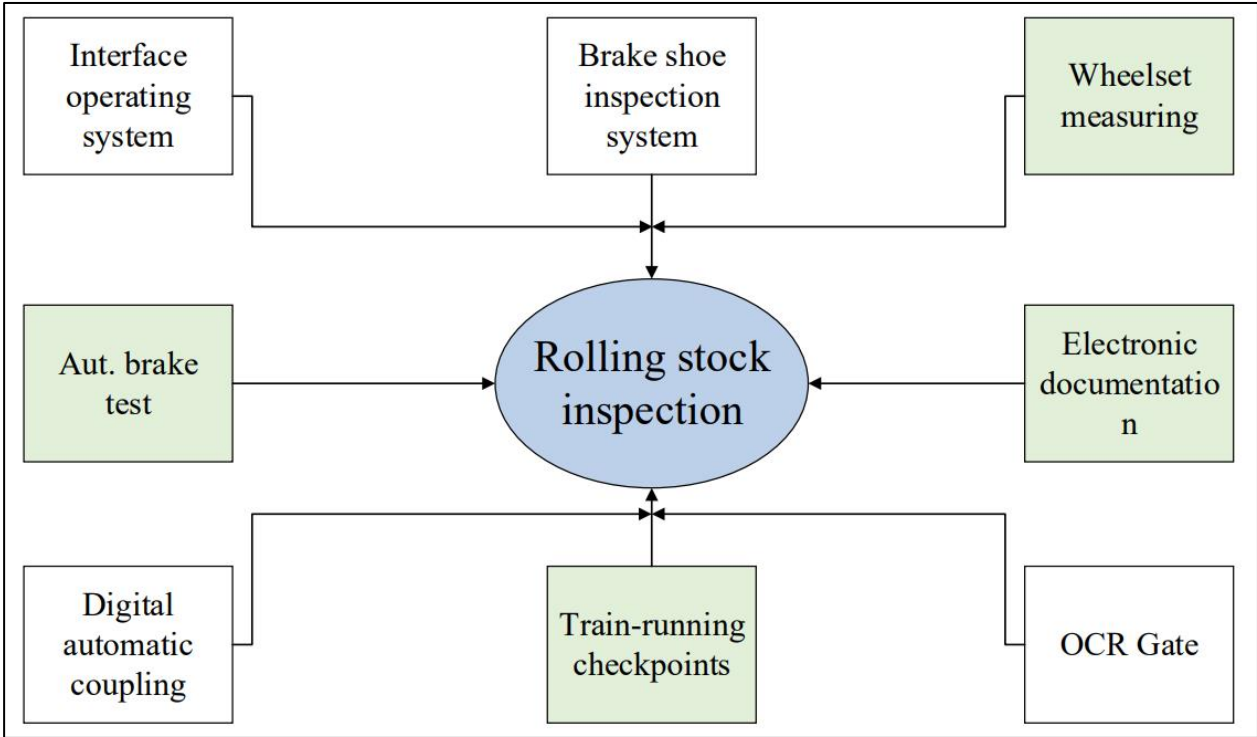 Interface
operating
system
Brake shoe
inspection
system
Wheelset
measuring
Aut. brake
test
Rolling stock
inspection
Electronic
documentatio
n
Digital
automatic
coupling
Train-running
checkpoints
OCR Gate